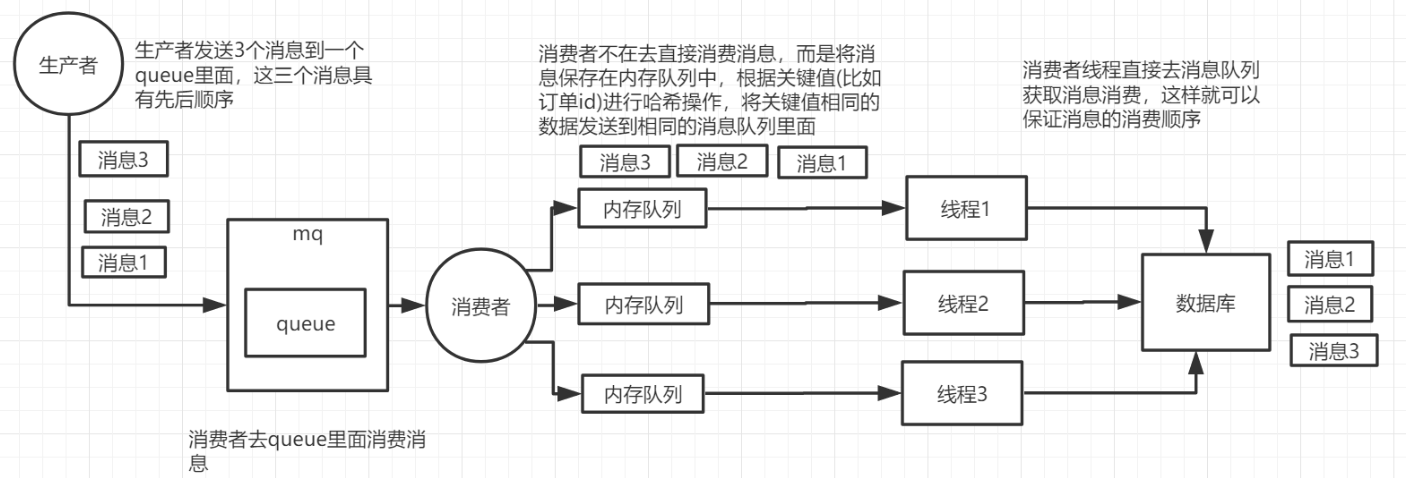 生产者
生产者发送3个消息到一个
queue里面，这三个消息具
有先后顺序
消息3
消息2
消息1
mq
queue
消费者去queue里面消费消
息
消费者
消费者不在去直接消费消息，而是将消
息保存在内存队列中，根据关键值(比如
订单id)进行哈希操作，将关键值相同的
数据发送到相同的消息队列里面
消息3
消息2
消息1
内存队列
内存队列
内存队列
消费者线程直接去消息队列
获取消息消费，这样就可以
保证消息的消费顺序
线程1
线程2
线程3
数据库
消息1
消息2
消息3